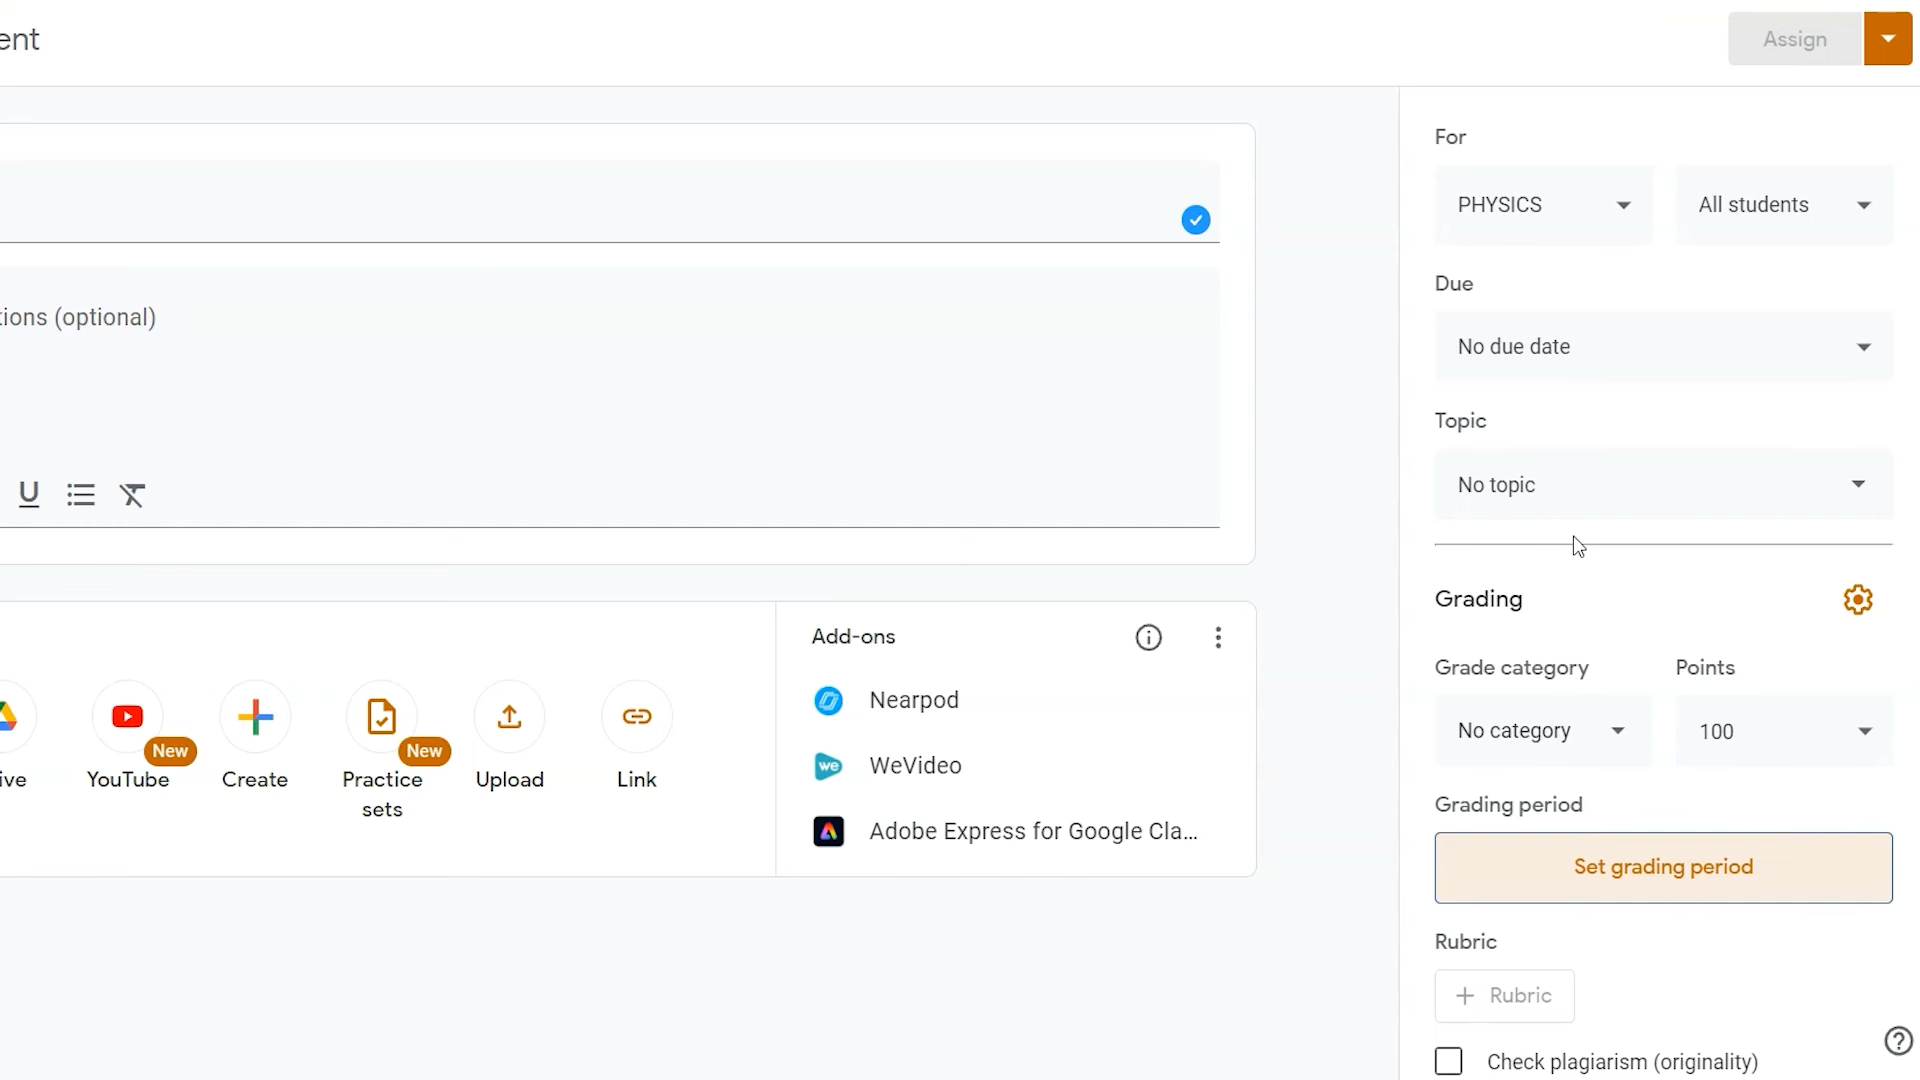 ent
Assign
For
PHYSICS
All students
Due
No due date
tions (optional)
Topic
No topic
U
Grading
Grade category
Points
No category
100
Grading period
Set grading period
Rubric
+ Rubric
Check plagiarism (originality)
ive
YouTube
New
Create
Practice
sets
New
Upload
Link
Add-ons
Nearpod
we
WeVideo
Adobe Express for Google Cla...